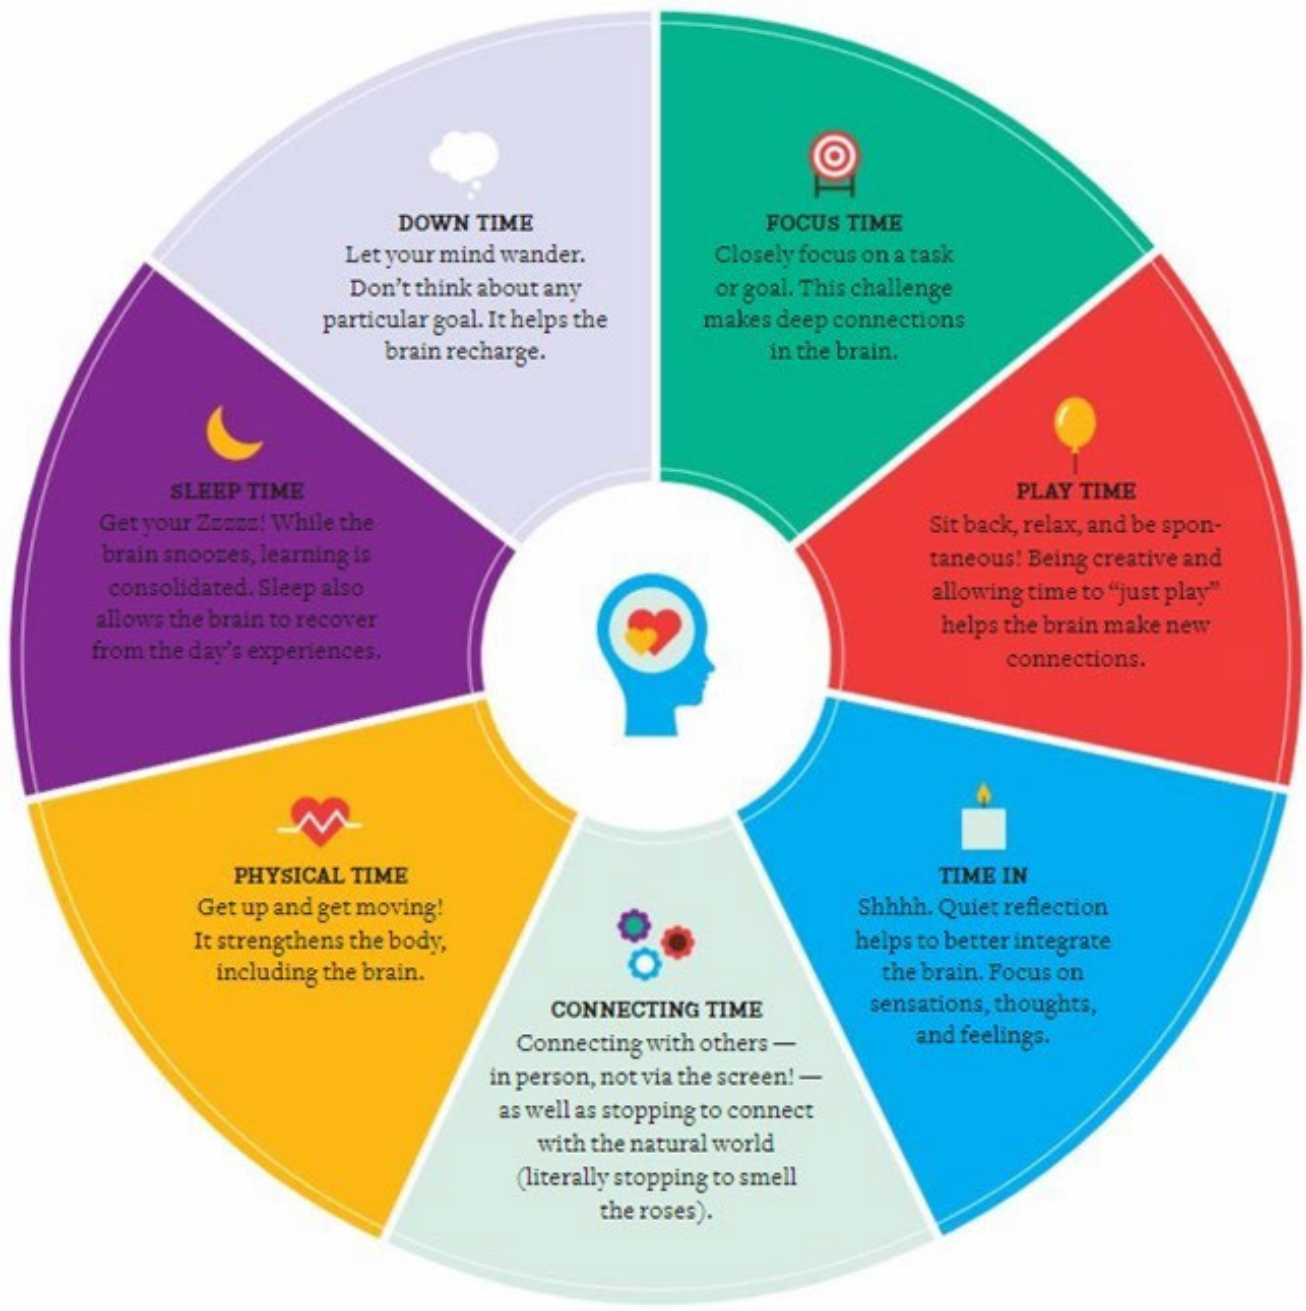 DOWN TIME
Let your mind wander.
Don't think about any
particular goal. It helps the
brain recharge.
FOCUS TIME
Closely focus on a task
or goal. This challenge
makes deep connections
in the brain.
PLAY TIME
Sit back, relax, and be spon-
taneous! Being creative and
allowing time to “just play”
helps the brain make new
connections.
TIME IN
Shhhh. Quiet reflection
helps to better integrate
the brain. Focus on
sensations, thoughts,
and feelings.
CONNECTING TIME
Connecting with others —
in person, not via the screen! —
as well as stopping to connect
with the natural world
(literally stopping to smell
the roses).
PHYSICAL TIME
Get up and get moving!
It strengthens the body,
including the brain.
SLEEP TIME
Get your Zzzzz! While the
brain snoozes, learning is
consolidated. Sleep also
allows the brain to recover
from the day's experiences.